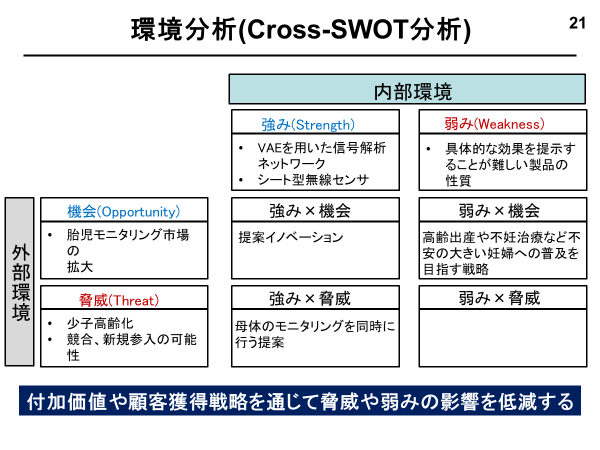 環境分析(Cross-SWOT分析)
21
内部環境
強み(Strength)
弱み(Weakness)
• VAEを用いた信号解析
ネットワーク
• シート型無線センサ
• 具体的な効果を提示す
ることが難しい製品の
性質
外部環境
機会(Opportunity)
強み×機会
弱み×機会
• 胎児モニタリング市場
の
拡大
提案イノベーション
高齢出産や不妊治療など不
安の大きい妊婦への普及を
目指す戦略
脅威(Threat)
強み×脅威
弱み×脅威
• 少子高齢化
• 競合、新規参入の可能
性
母体のモニタリングを同時に
行う提案
付加価値や顧客獲得戦略を通じて脅威や弱みの影響を低減する